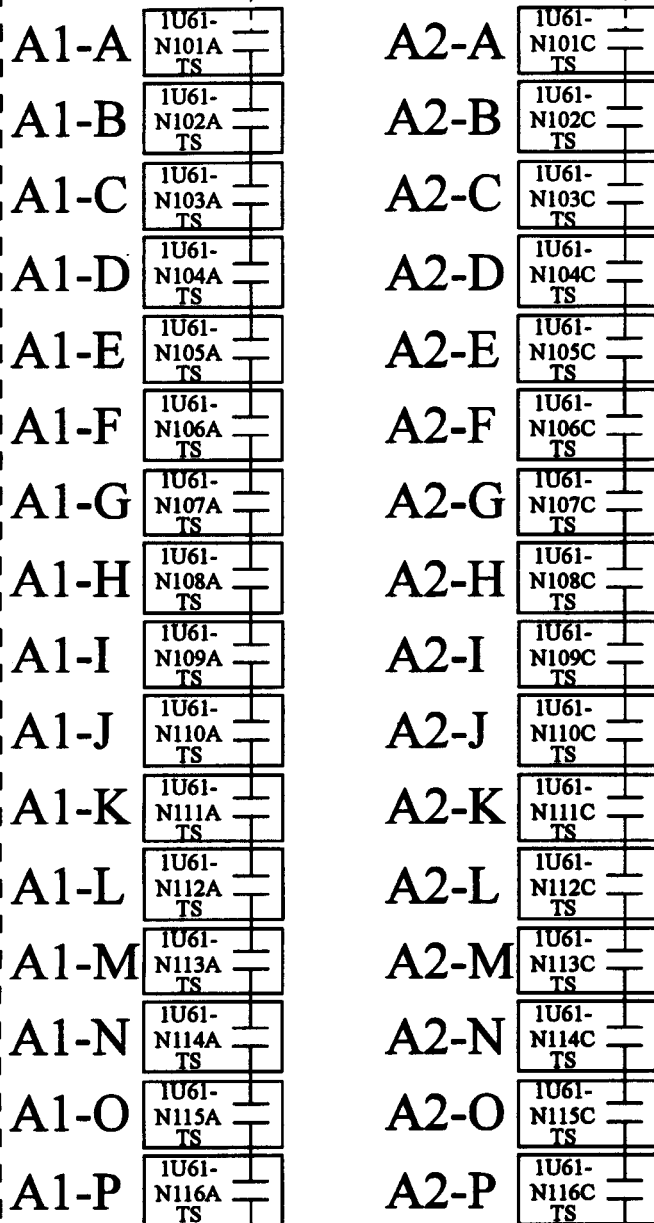 A1-A
1U61-
N101A
TS
A2-A
1U61-
N101C
TS
A1-B
1U61-
N102A
TS
A2-B
1U61-
N102C
TS
A1-C
1U61-
N103A
TS
A2-C
1U61-
N103C
TS
A1-D
1U61-
N104A
TS
A2-D
1U61-
N104C
TS
A1-E
1U61-
N105A
TS
A2-E
1U61-
N105C
TS
A1-F
1U61-
N106A
TS
A2-F
1U61-
N106C
TS
A1-G
1U61-
N107A
TS
A2-G
1U61-
N107C
TS
A1-H
1U61-
N108A
TS
A2-H
1U61-
N108C
TS
A1-I
1U61-
N109A
TS
A2-I
1U61-
N109C
TS
A1-J
1U61-
N110A
TS
A2-J
1U61-
N110C
TS
A1-K
1U61-
N111A
TS
A2-K
1U61-
N111C
TS
A1-L
1U61-
N112A
TS
A2-L
1U61-
N112C
TS
A1-M
1U61-
N113A
TS
A2-M
1U61-
N113C
TS
A1-N
1U61-
N114A
TS
A2-N
1U61-
N114C
TS
A1-O
1U61-
N115A
TS
A2-O
1U61-
N115C
TS
A1-P
1U61-
N116A
TS
A2-P
1U61-
N116C
TS